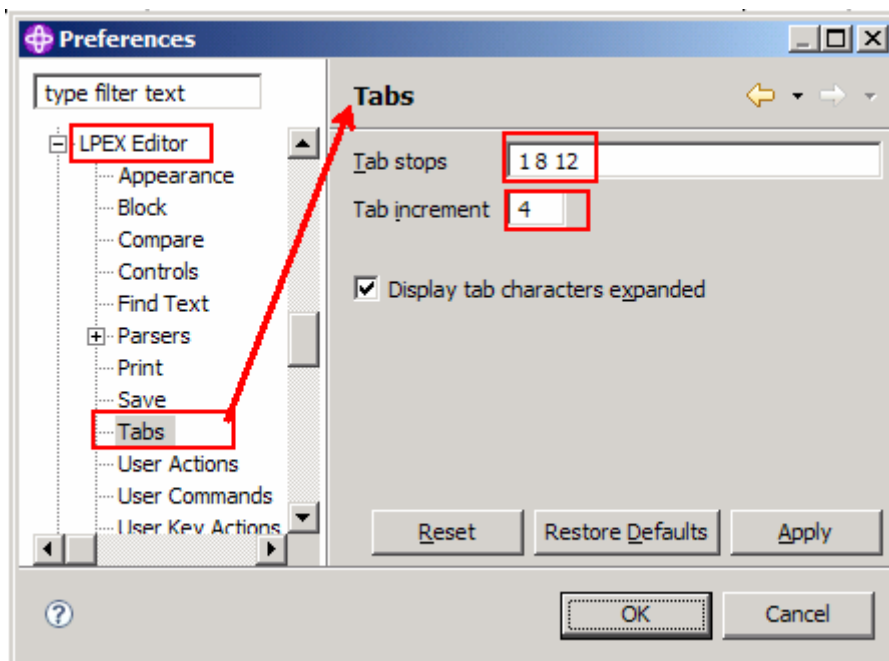 Preferences
type filter text
LPEX Editor
Appearance
Block
Compare
Controls
Find Text
Parsers
Print
Save
Tabs
User Actions
User Commands
User Key Actions
Tabs
Tab stops 1 8 12
Tab increment 4
Display tab characters expanded
Reset Restore Defaults Apply
OK Cancel